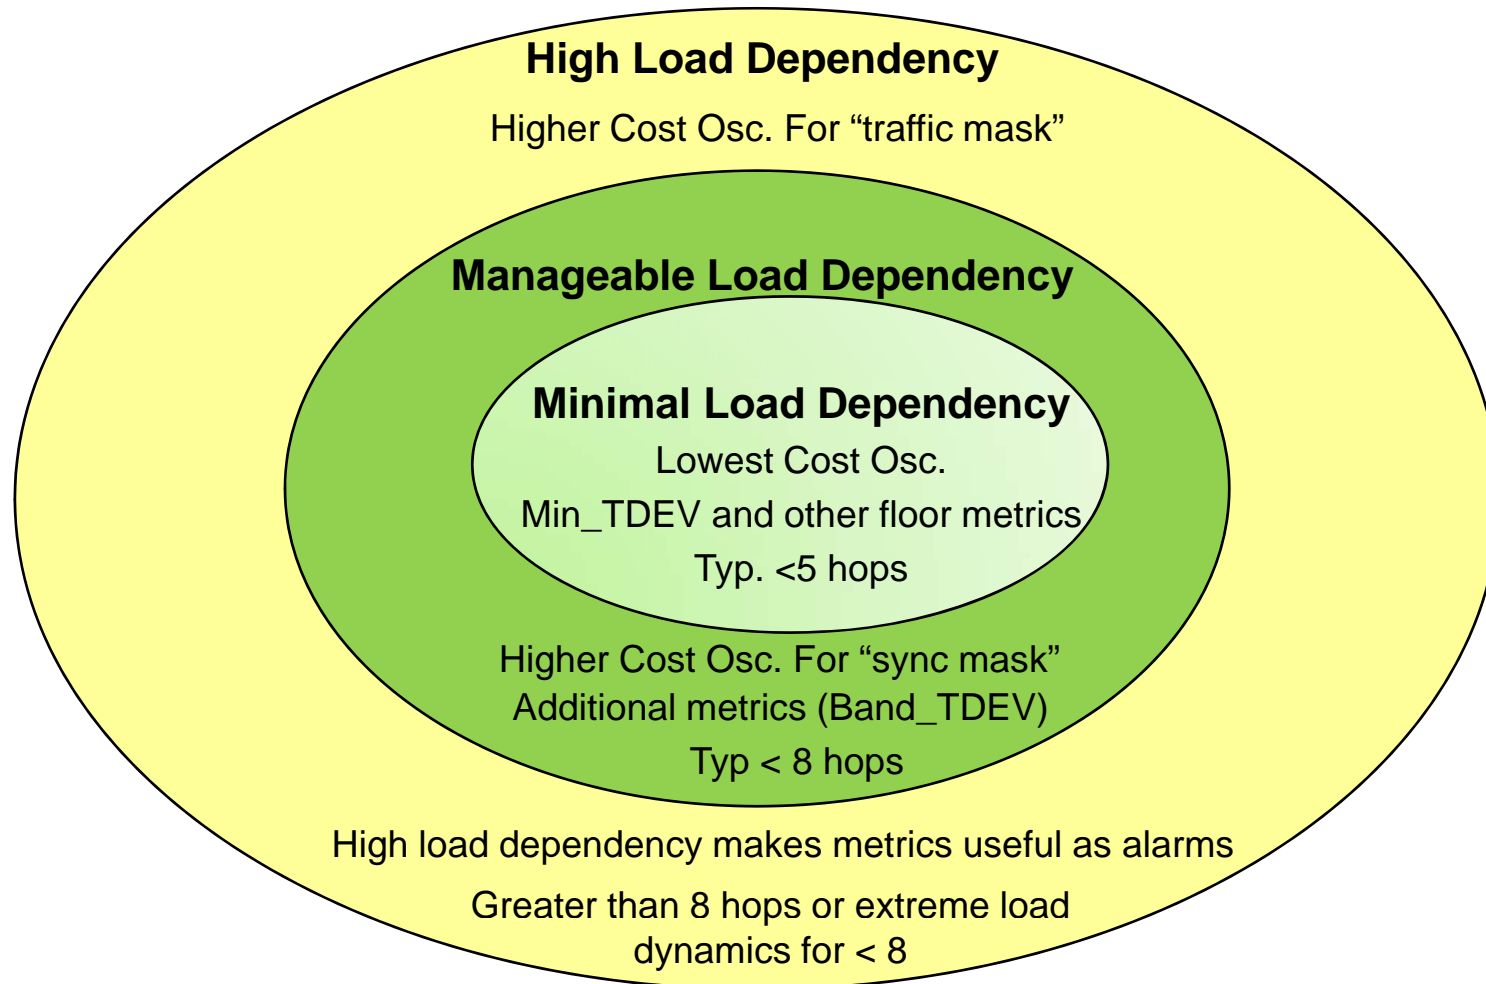 High Load Dependency
Higher Cost Osc. For “traffic mask”
Manageable Load Dependency
Minimal Load Dependency
Lowest Cost Osc.
Min_TDEV and other floor metrics
Typ. <5 hops
Higher Cost Osc. For “sync mask”
Additional metrics (Band_TDEV)
Typ < 8 hops
High load dependency makes metrics useful as alarms
Greater than 8 hops or extreme load
dynamics for < 8